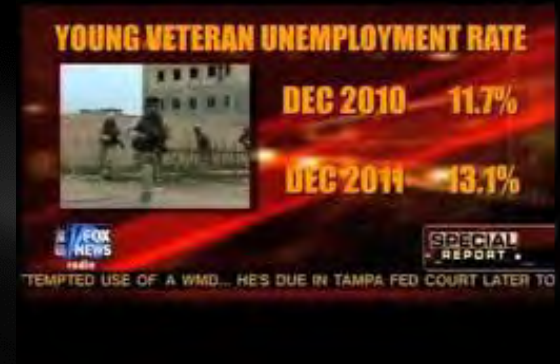 YOUNG VETERAN UNEMPLOYMENT RATE
DEC 2010 11.7%
DEC 2011 13.1%
FOX
NEWS
radio
SPECIAL
REPORT
TEMPTED USE OF A WMD... HE'S DUE IN TAMPA FED COURT LATER TO